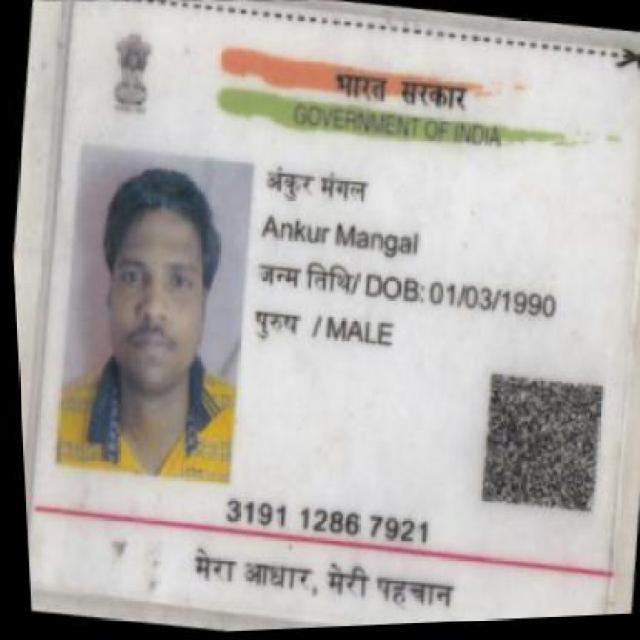 भारत सरकार
GOVERNMENT OF INDIA
अंकुर मंगल
Ankur Mangal
जन्म तिथि/ DOB: 01/03/1990
पुरुष / MALE
3191 1286 7921
मेरा आधार, मेरी पहचान